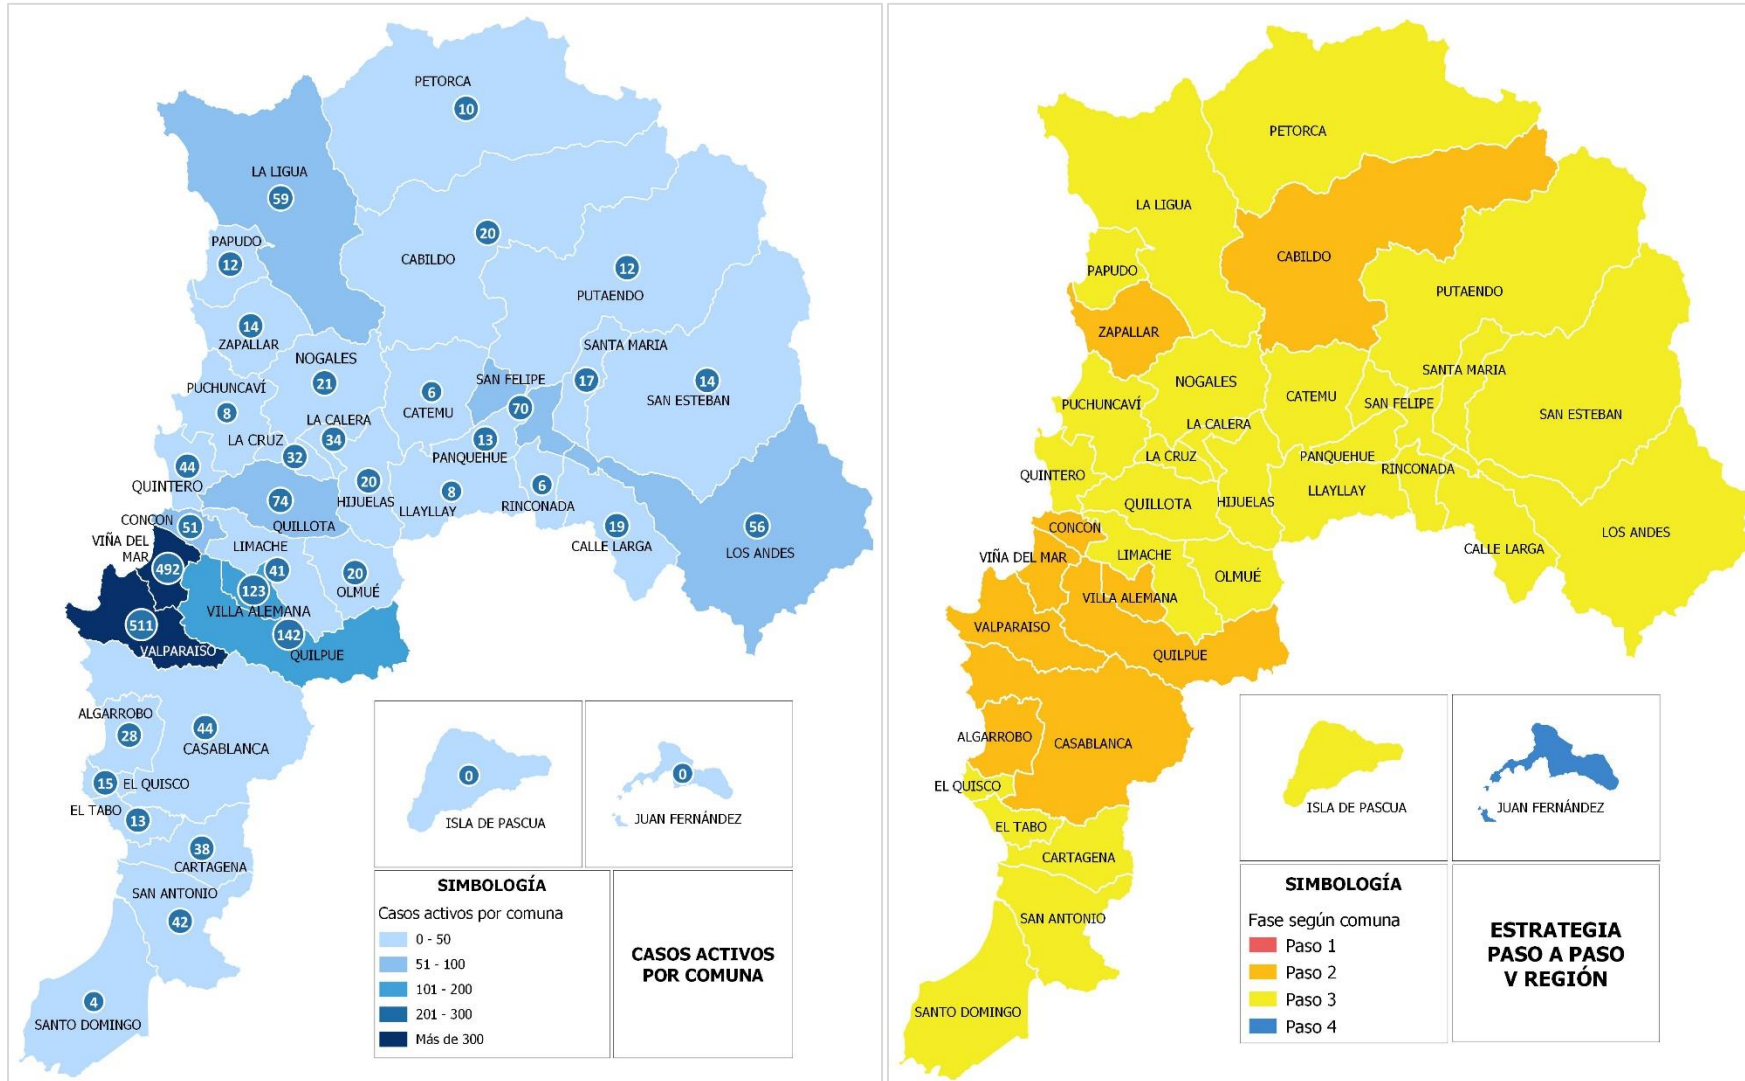 PETORCA
10
LA LIGUA
59
PAPUDO
12
CABILDO
20
PUTAENDO
12
ZAPALLAR
14
NOGALES
21
SANTA MARIA
17
SAN FELIPE
70
SAN ESTEBAN
14
CATEMU
6
PUCHUNCAVÍ
8
LA CALERA
34
LA CRUZ
32
PANQUEHUE
13
QUINTERO
44
QUILLOTA
74
HIJUELAS
20
LLAYLLAY
8
RINCONADA
6
CALLE LARGA
19
LOS ANDES
56
CONCON
51
VIÑA DEL
MAR
492
LIMACHE
41
OLMUÉ
20
VILLA ALEMANA
123
QUILPUE
142
VALPARAISO
511
ALGARROBO
28
CASABLANCA
44
EL QUISCO
15
EL TABO
13
CARTAGENA
38
SAN ANTONIO
42
SANTO DOMINGO
4
0
ISLA DE PASCUA
0
JUAN FERNÁNDEZ
SIMBOLOGÍA
Casos activos por comuna
0 - 50
51 - 100
101 - 200
201 - 300
Más de 300
CASOS ACTIVOS
POR COMUNA
PETORCA
LA LIGUA
CABILDO
PAPUDO
PUTAENDO
ZAPALLAR
SANTA MARIA
NOGALES
CATEMU
SAN FELIPE
SAN ESTEBAN
PUCHUNCAVÍ
LA CALERA
LA CRUZ
PANQUEHUE
RINCONADA
QUINTERO
QUILLOTA
HIJUELAS
LLAYLLAY
CONCON
VIÑA DEL MAR
LIMACHE
OLMUÉ
CALLE LARGA
LOS ANDES
VILLA ALEMANA
VALPARAISO
QUILPUE
ALGARROBO
CASABLANCA
EL QUISCO
EL TABO
CARTAGENA
SAN ANTONIO
SANTO DOMINGO
ISLA DE PASCUA
JUAN FERNÁNDEZ
SIMBOLOGÍA
Fase según comuna
Paso 1
Paso 2
Paso 3
Paso 4
ESTRATEGIA
PASO A PASO
V REGIÓN